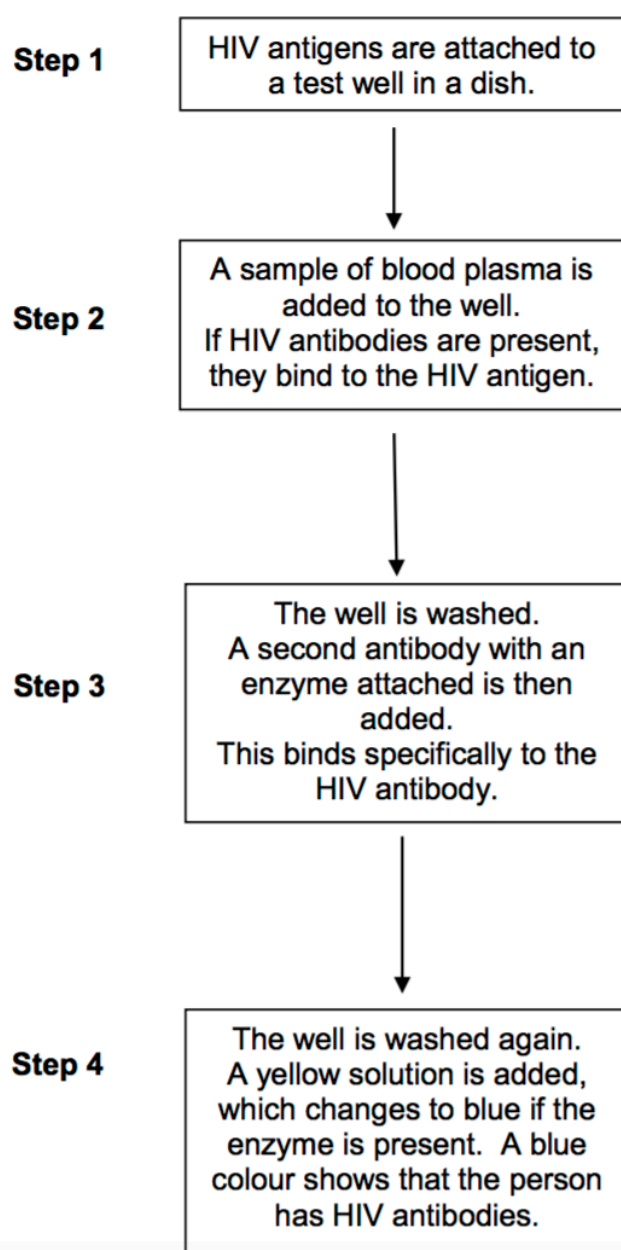 Step 1
HIV antigens are attached to
a test well in a dish.
Step 2
A sample of blood plasma is
added to the well.
If HIV antibodies are present,
they bind to the HIV antigen.
Step 3
The well is washed.
A second antibody with an
enzyme attached is then
added.
This binds specifically to the
HIV antibody.
Step 4
The well is washed again.
A yellow solution is added,
which changes to blue if the
enzyme is present.  A blue
colour shows that the person
has HIV antibodies.